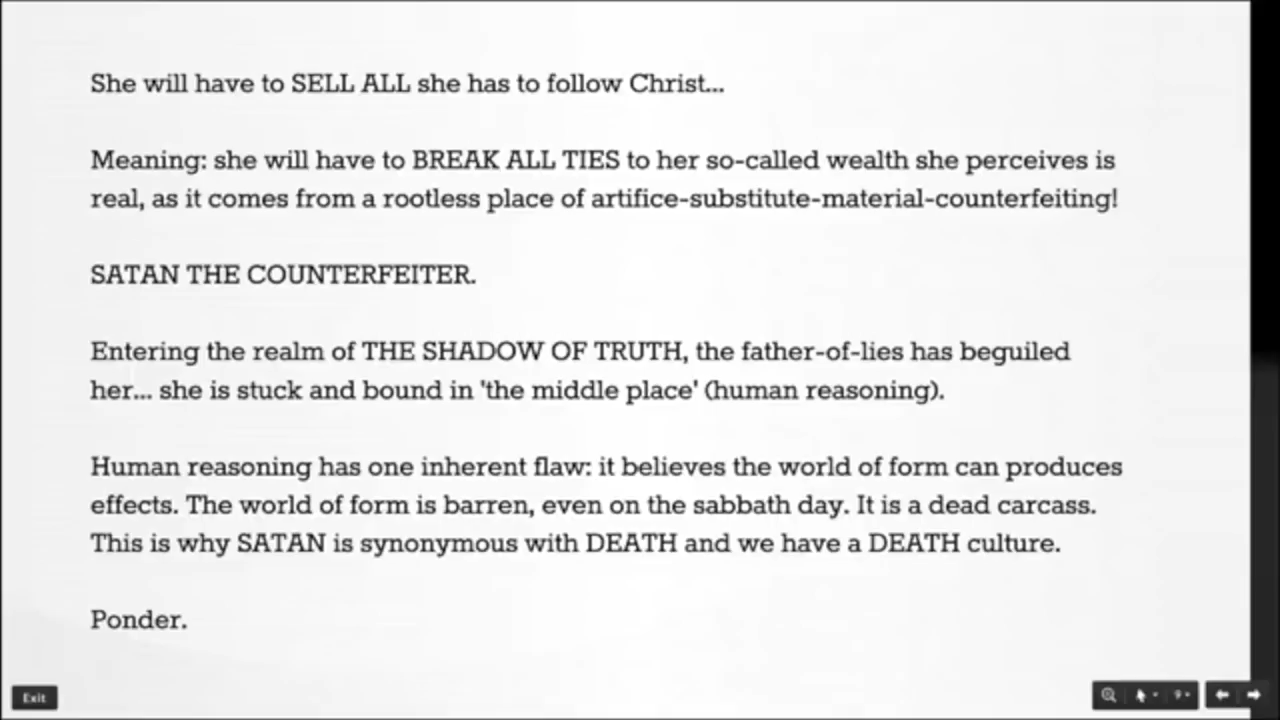 She will have to SELL ALL she has to follow Christ...
Meaning: she will have to BREAK ALL TIES to her so-called wealth she perceives is
real, as it comes from a rootless place of artifice-substitute-material-counterfeiting!
SATAN THE COUNTERFEITER.
Entering the realm of THE SHADOW OF TRUTH, the father-of-lies has beguiled
her... she is stuck and bound in 'the middle place' (human reasoning).
Human reasoning has one inherent flaw: it believes the world of form can produces
effects. The world of form is barren, even on the sabbath day. It is a dead carcass.
This is why SATAN is synonymous with DEATH and we have a DEATH culture.
Ponder.
Exit
9